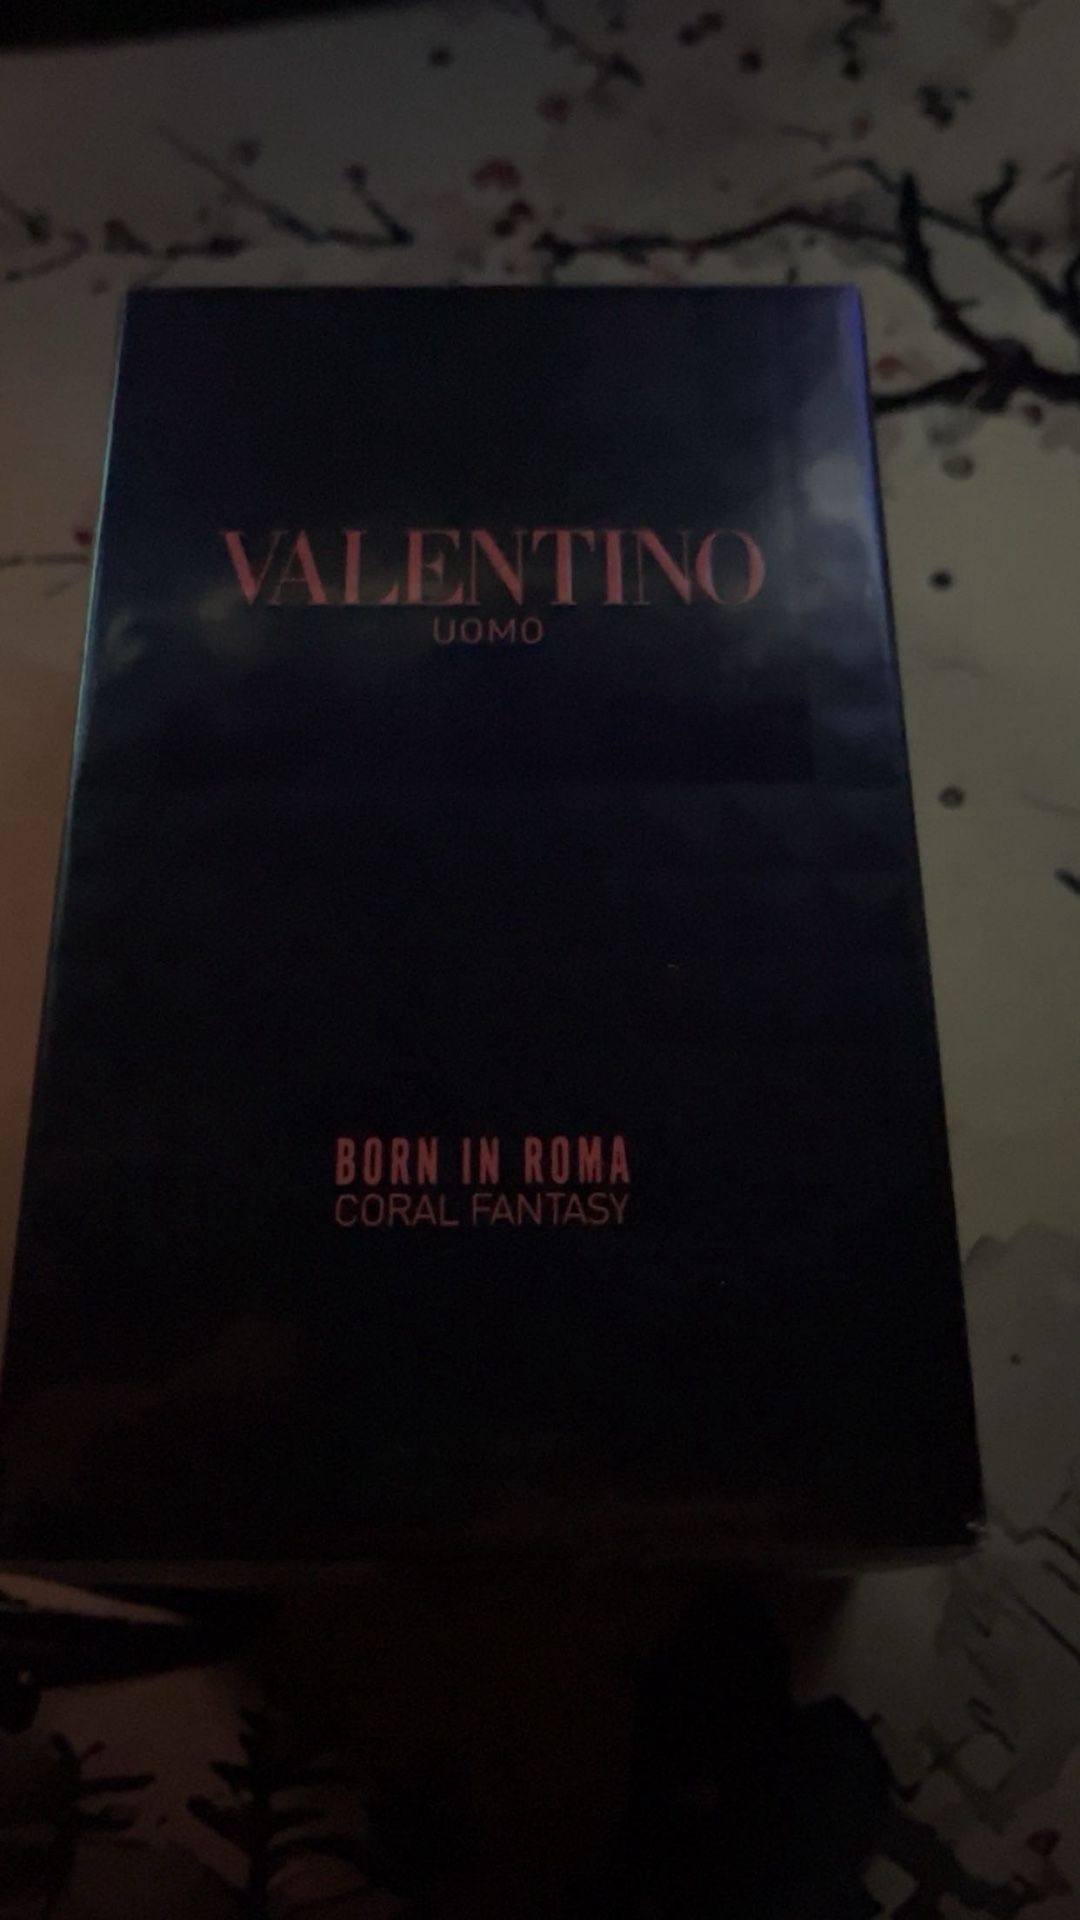 VALENTINO
UOMO
BORN IN ROMA
CORAL FANTASY